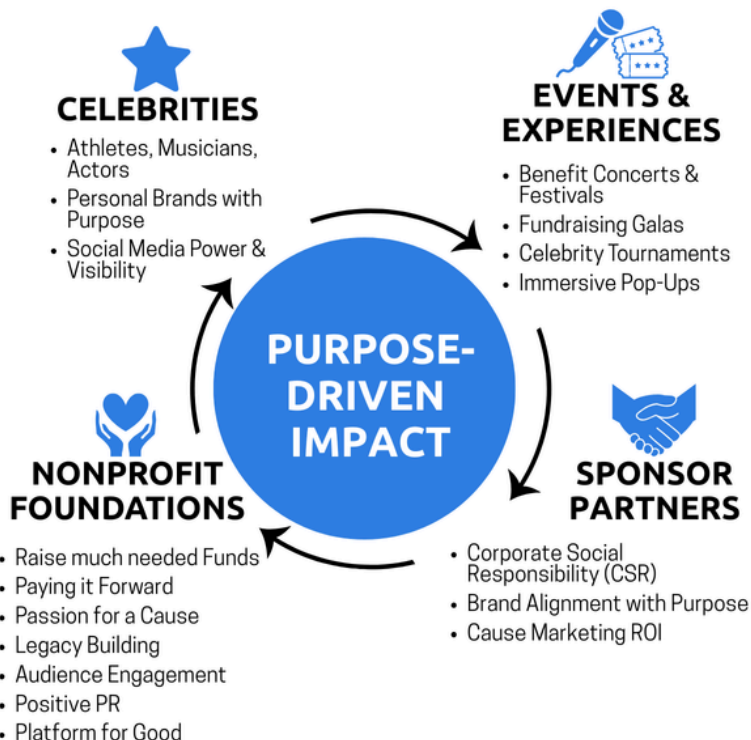 CELEBRITIES
• Athletes, Musicians,
Actors
• Personal Brands with
Purpose
• Social Media Power &
Visibility
EVENTS &
EXPERIENCES
• Benefit Concerts &
Festivals
• Fundraising Galas
• Celebrity Tournaments
• Immersive Pop-Ups
PURPOSE-
DRIVEN
IMPACT
SPONSOR
PARTNERS
• Corporate Social
Responsibility (CSR)
• Brand Alignment with Purpose
• Cause Marketing ROI
NONPROFIT
FOUNDATIONS
• Raise much needed Funds
• Paying it Forward
• Passion for a Cause
• Legacy Building
• Audience Engagement
• Positive PR
• Platform for Good